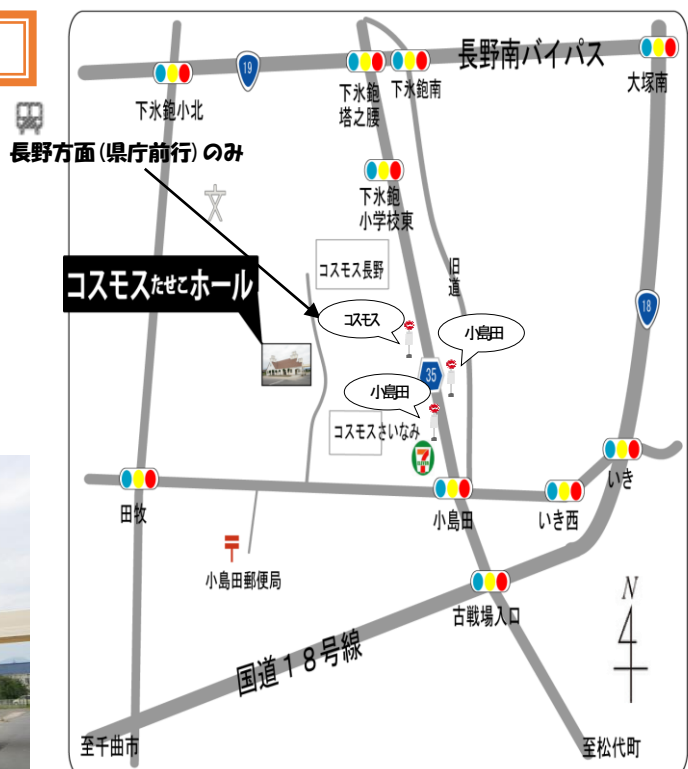 長野南バイパス
19
大塚南
下氷鉋小北
下氷鉋
塔之腰
下氷鉋南
長野方面(県庁前行)のみ
下氷鉋
小学校東
文
コスモス長野
旧道
コスモスたせこホール
コスモス
小島田
18
35
小島田
コスモスさいなみ
7
いき
田牧
小島田
いき西
〒
小島田郵便局
古戦場入口
N
国道18号線
至千曲市
至松代町